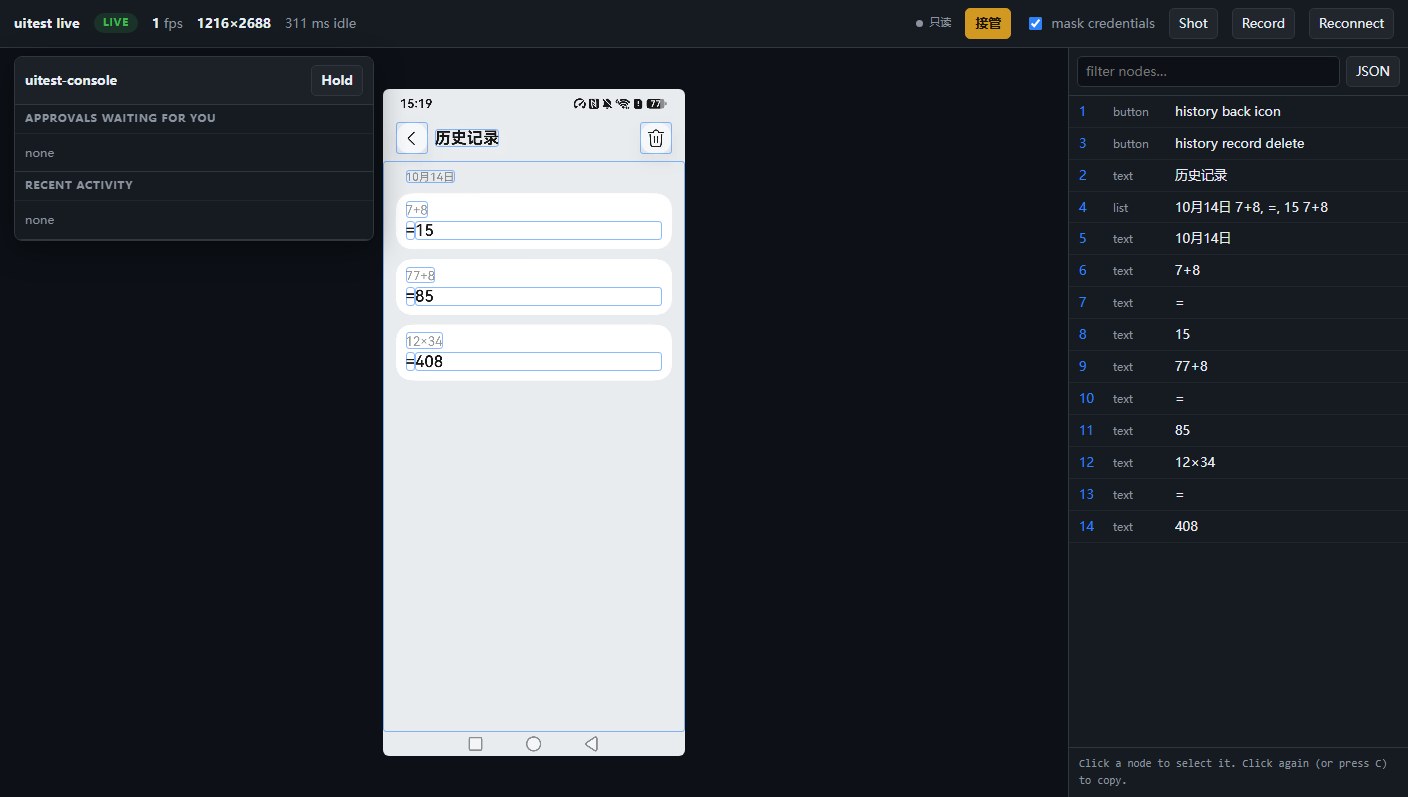 uitest live LIVE 1 fps 1216×2688 311 ms idle 只读 接管 mask credentials Shot Record Reconnect
uitest-console Hold
APPROVALS WAITING FOR YOU
none
RECENT ACTIVITY
none
15:19 77
历史记录
10月14日
7+8
=15
77+8
=85
12×34
=408
filter nodes... JSON
1 button history back icon
3 button history record delete
2 text 历史记录
4 list 10月14日 7+8, =, 15 7+8
5 text 10月14日
6 text 7+8
7 text =
8 text 15
9 text 77+8
10 text =
11 text 85
12 text 12×34
13 text =
14 text 408
Click a node to select it. Click again (or press C)
to copy.